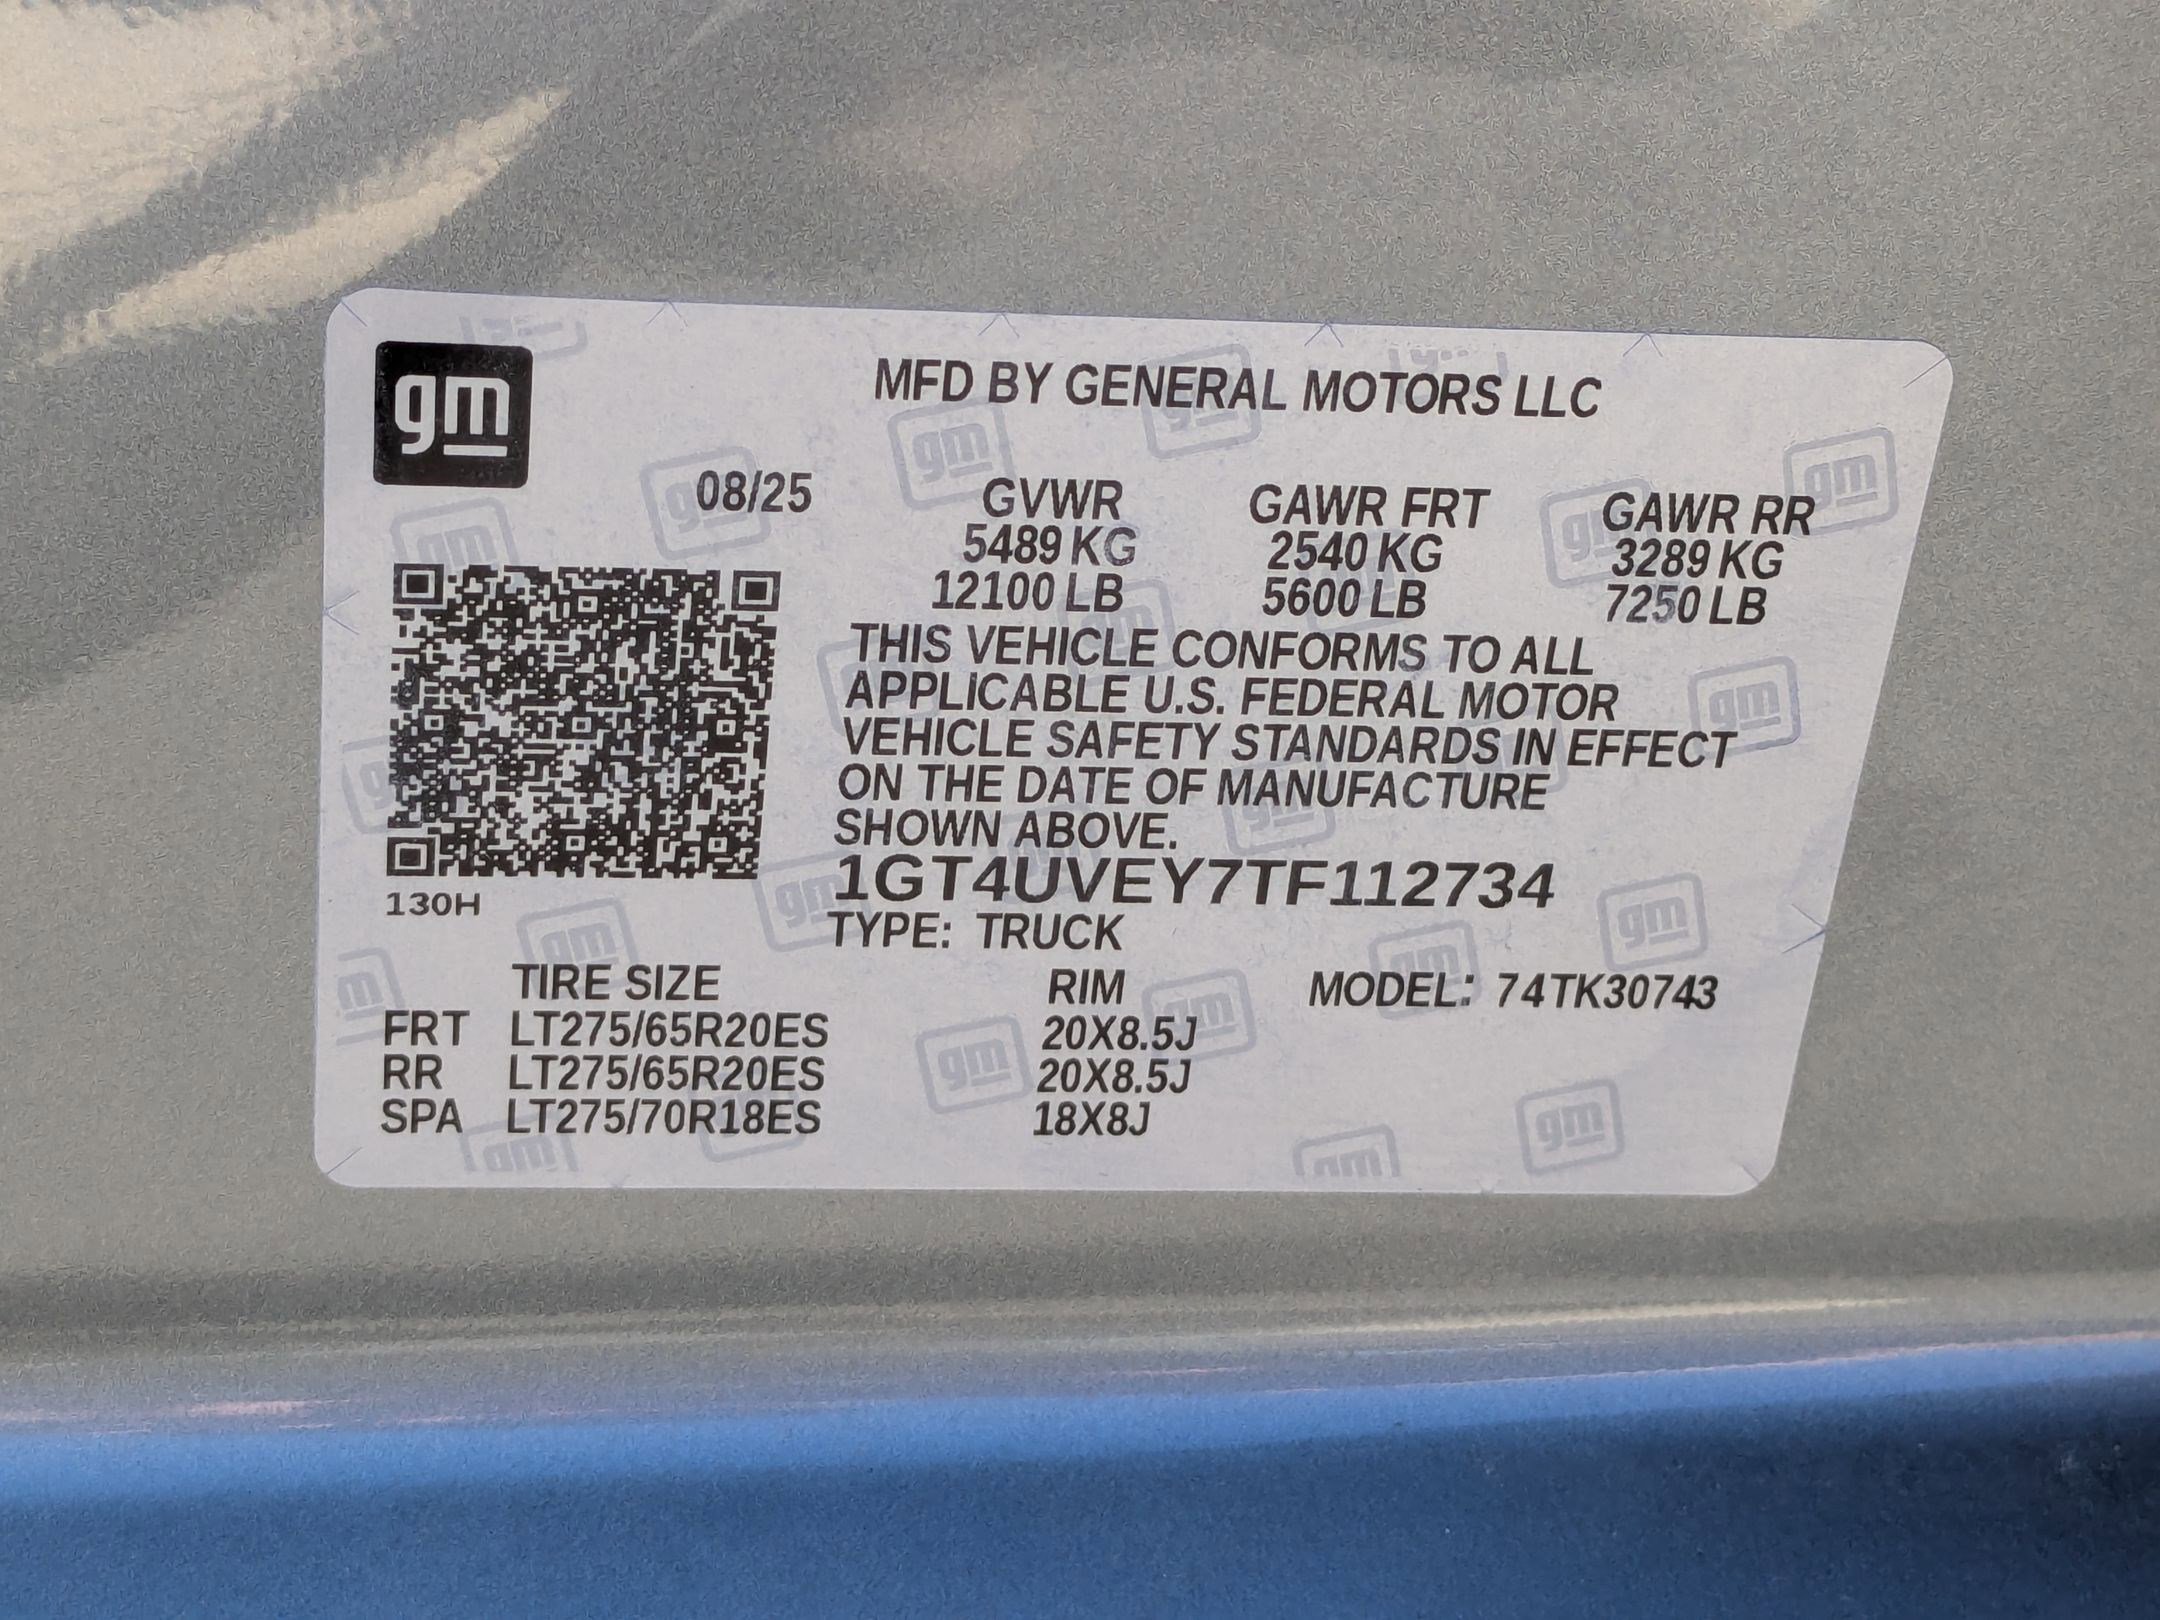 gm
MFD BY GENERAL MOTORS LLC
08/25
GVWR GAWR FRT GAWR RR
5489 KG 2540 KG 3289 KG
12100 LB 5600 LB 7250 LB
THIS VEHICLE CONFORMS TO ALL
APPLICABLE U.S. FEDERAL MOTOR
VEHICLE SAFETY STANDARDS IN EFFECT
ON THE DATE OF MANUFACTURE
SHOWN ABOVE.
130H
1GT4UVEY7TF112734
TYPE: TRUCK
TIRE SIZE RIM MODEL: 74TK30743
FRT LT275/65R20ES 20X8.5J
RR LT275/65R20ES 20X8.5J
SPA LT275/70R18ES 18X8J